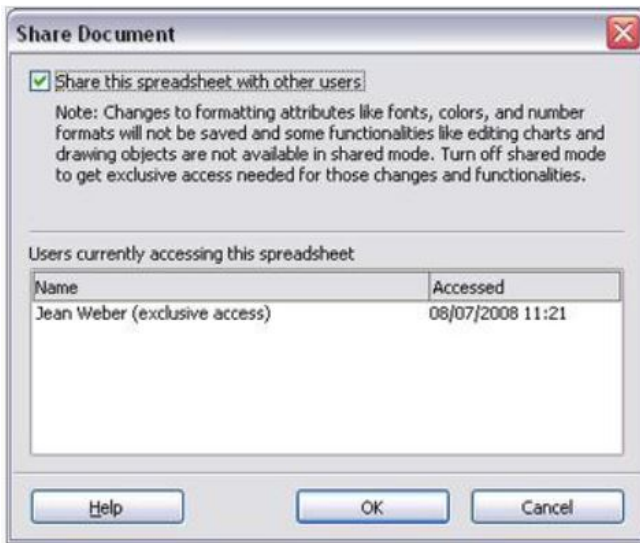 Share Document
Share this spreadsheet with other users
Note: Changes to formatting attributes like fonts, colors, and number
formats will not be saved and some functionalities like editing charts and
drawing objects are not available in shared mode. Turn off shared mode
to get exclusive access needed for those changes and functionalities.
Users currently accessing this spreadsheet
Name Accessed
Jean Weber (exclusive access) 08/07/2008 11:21
Help OK Cancel